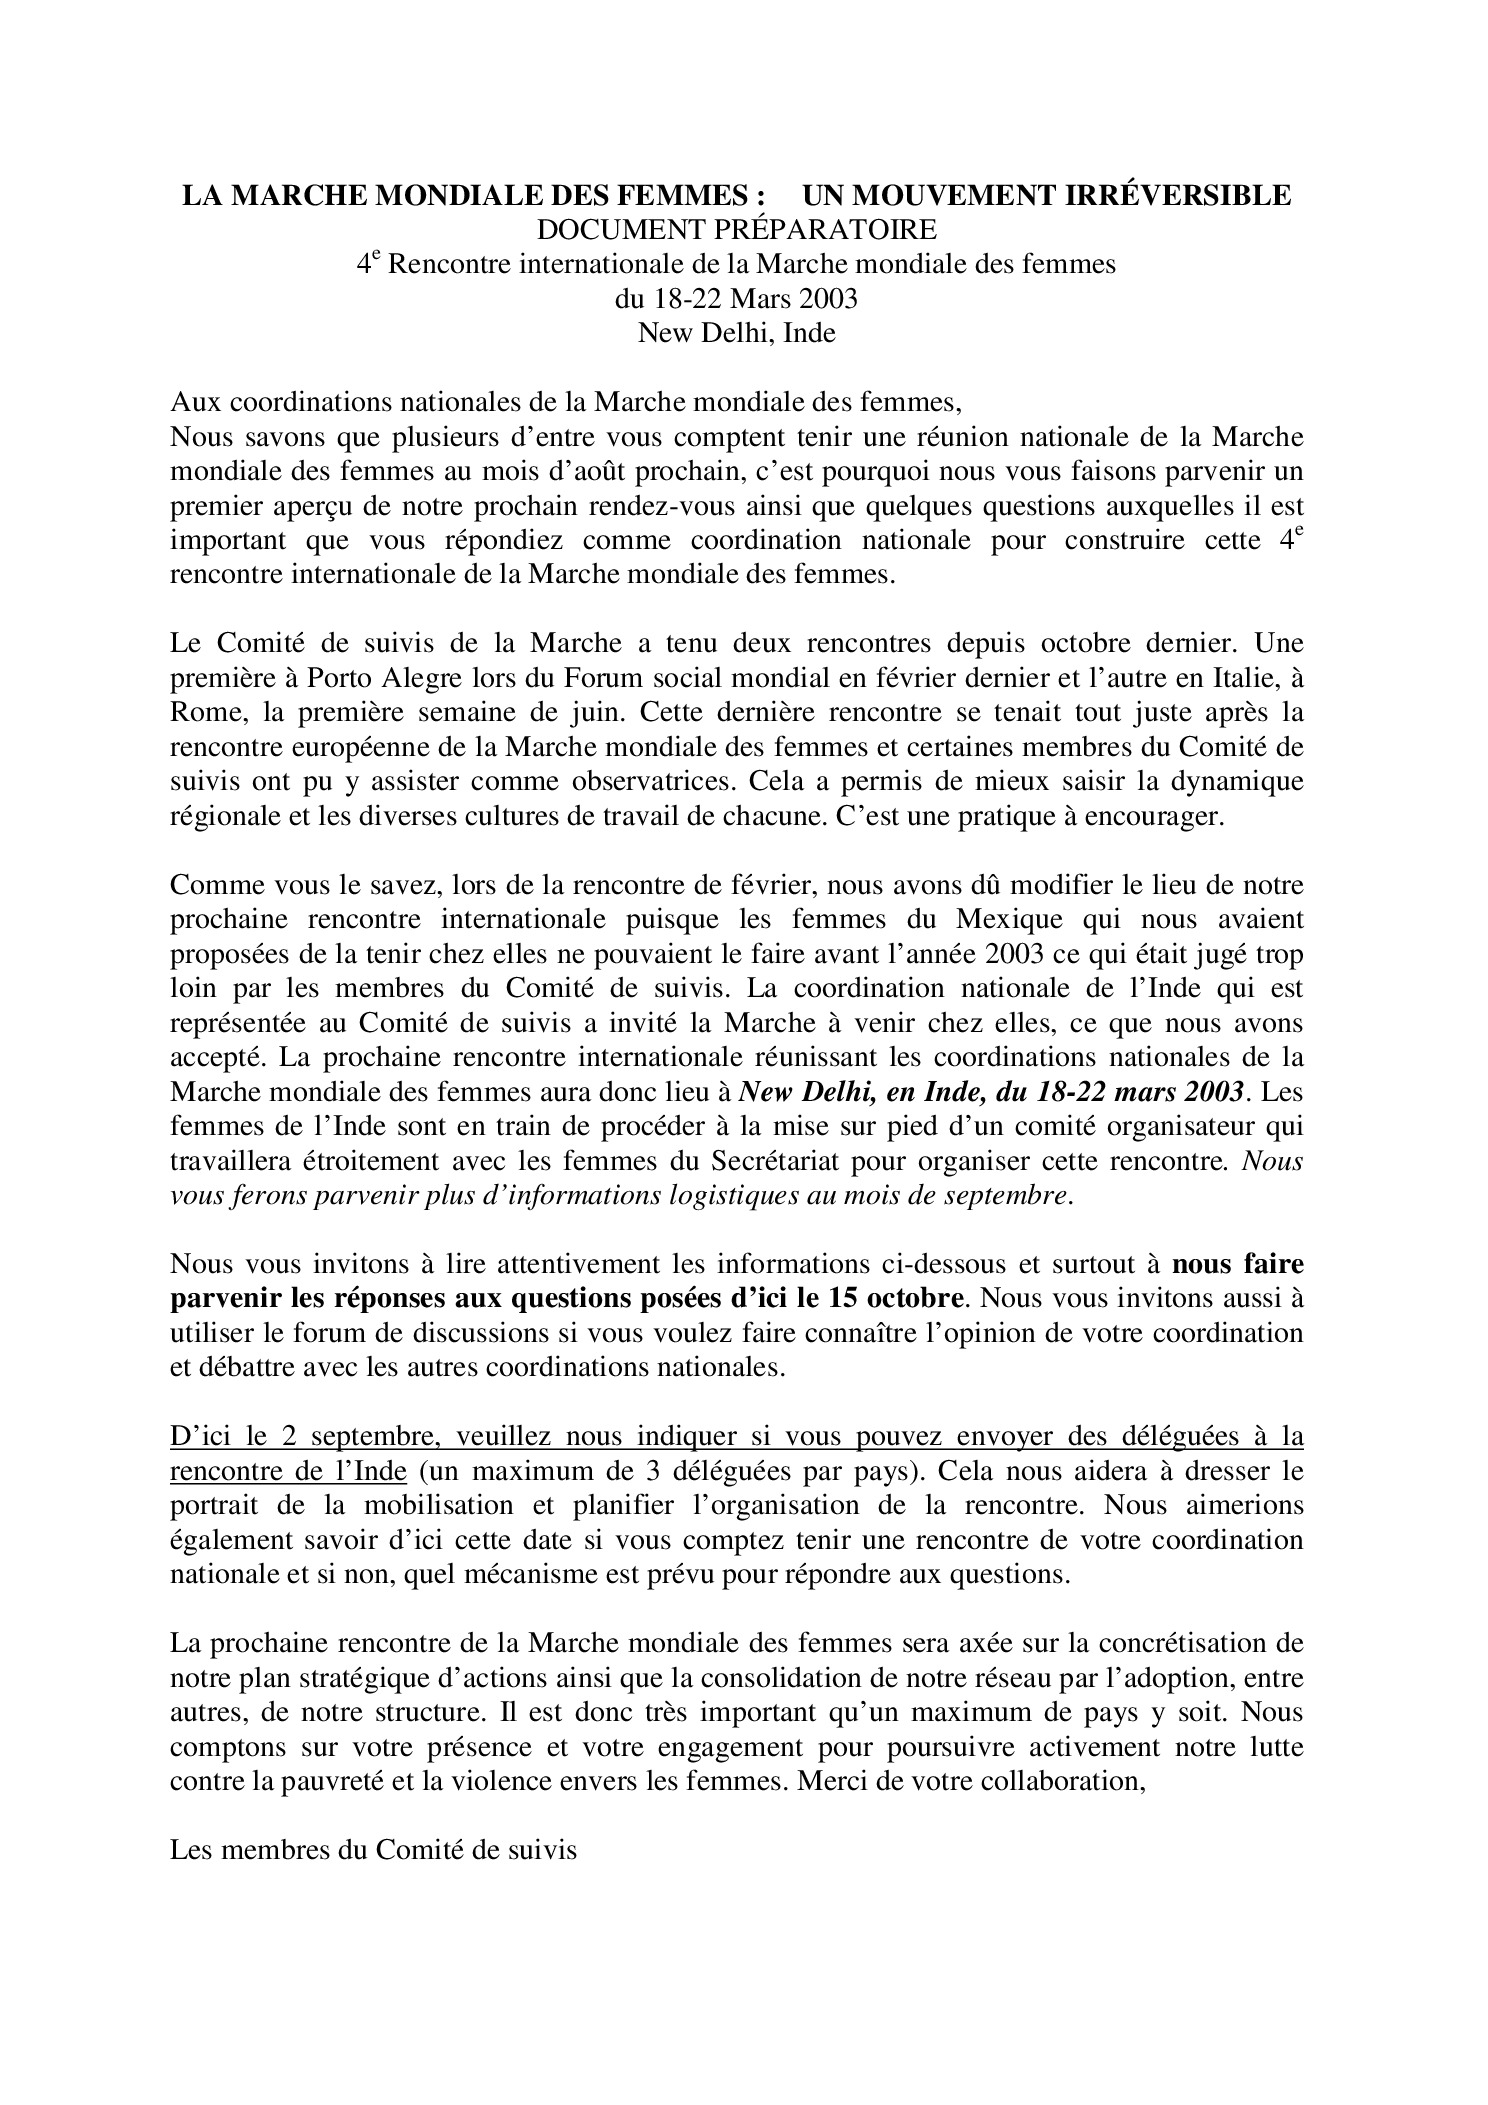 LA MARCHE MONDIALE DES FEMMES : UN MOUVEMENT IRRÉVERSIBLE
DOCUMENT PRÉPARATOIRE
4e Rencontre internationale de la Marche mondiale des femmes
du 18-22 Mars 2003
New Delhi, Inde
Aux coordinations nationales de la Marche mondiale des femmes,
Nous savons que plusieurs d’entre vous comptent tenir une réunion nationale de la Marche
mondiale des femmes au mois d’août prochain, c’est pourquoi nous vous faisons parvenir un
premier aperçu de notre prochain rendez-vous ainsi que quelques questions auxquelles il est
important que vous répondiez comme coordination nationale pour construire cette 4e
rencontre internationale de la Marche mondiale des femmes.
Le Comité de suivis de la Marche a tenu deux rencontres depuis octobre dernier. Une
première à Porto Alegre lors du Forum social mondial en février dernier et l’autre en Italie, à
Rome, la première semaine de juin. Cette dernière rencontre se tenait tout juste après la
rencontre européenne de la Marche mondiale des femmes et certaines membres du Comité de
suivis ont pu y assister comme observatrices. Cela a permis de mieux saisir la dynamique
régionale et les diverses cultures de travail de chacune. C’est une pratique à encourager.
Comme vous le savez, lors de la rencontre de février, nous avons dû modifier le lieu de notre
prochaine rencontre internationale puisque les femmes du Mexique qui nous avaient
proposées de la tenir chez elles ne pouvaient le faire avant l’année 2003 ce qui était jugé trop
loin par les membres du Comité de suivis. La coordination nationale de l’Inde qui est
représentée au Comité de suivis a invité la Marche à venir chez elles, ce que nous avons
accepté. La prochaine rencontre internationale réunissant les coordinations nationales de la
Marche mondiale des femmes aura donc lieu à New Delhi, en Inde, du 18-22 mars 2003. Les
femmes de l’Inde sont en train de procéder à la mise sur pied d’un comité organisateur qui
travaillera étroitement avec les femmes du Secrétariat pour organiser cette rencontre. Nous
vous ferons parvenir plus d’informations logistiques au mois de septembre.
Nous vous invitons à lire attentivement les informations ci-dessous et surtout à nous faire
parvenir les réponses aux questions posées d’ici le 15 octobre. Nous vous invitons aussi à
utiliser le forum de discussions si vous voulez faire connaître l’opinion de votre coordination
et débattre avec les autres coordinations nationales.
D’ici le 2 septembre, veuillez nous indiquer si vous pouvez envoyer des déléguées à la
rencontre de l’Inde (un maximum de 3 déléguées par pays). Cela nous aidera à dresser le
portrait de la mobilisation et planifier l’organisation de la rencontre. Nous aimerions
également savoir d’ici cette date si vous comptez tenir une rencontre de votre coordination
nationale et si non, quel mécanisme est prévu pour répondre aux questions.
La prochaine rencontre de la Marche mondiale des femmes sera axée sur la concrétisation de
notre plan stratégique d’actions ainsi que la consolidation de notre réseau par l’adoption, entre
autres, de notre structure. Il est donc très important qu’un maximum de pays y soit. Nous
comptons sur votre présence et votre engagement pour poursuivre activement notre lutte
contre la pauvreté et la violence envers les femmes. Merci de votre collaboration,
Les membres du Comité de suivis